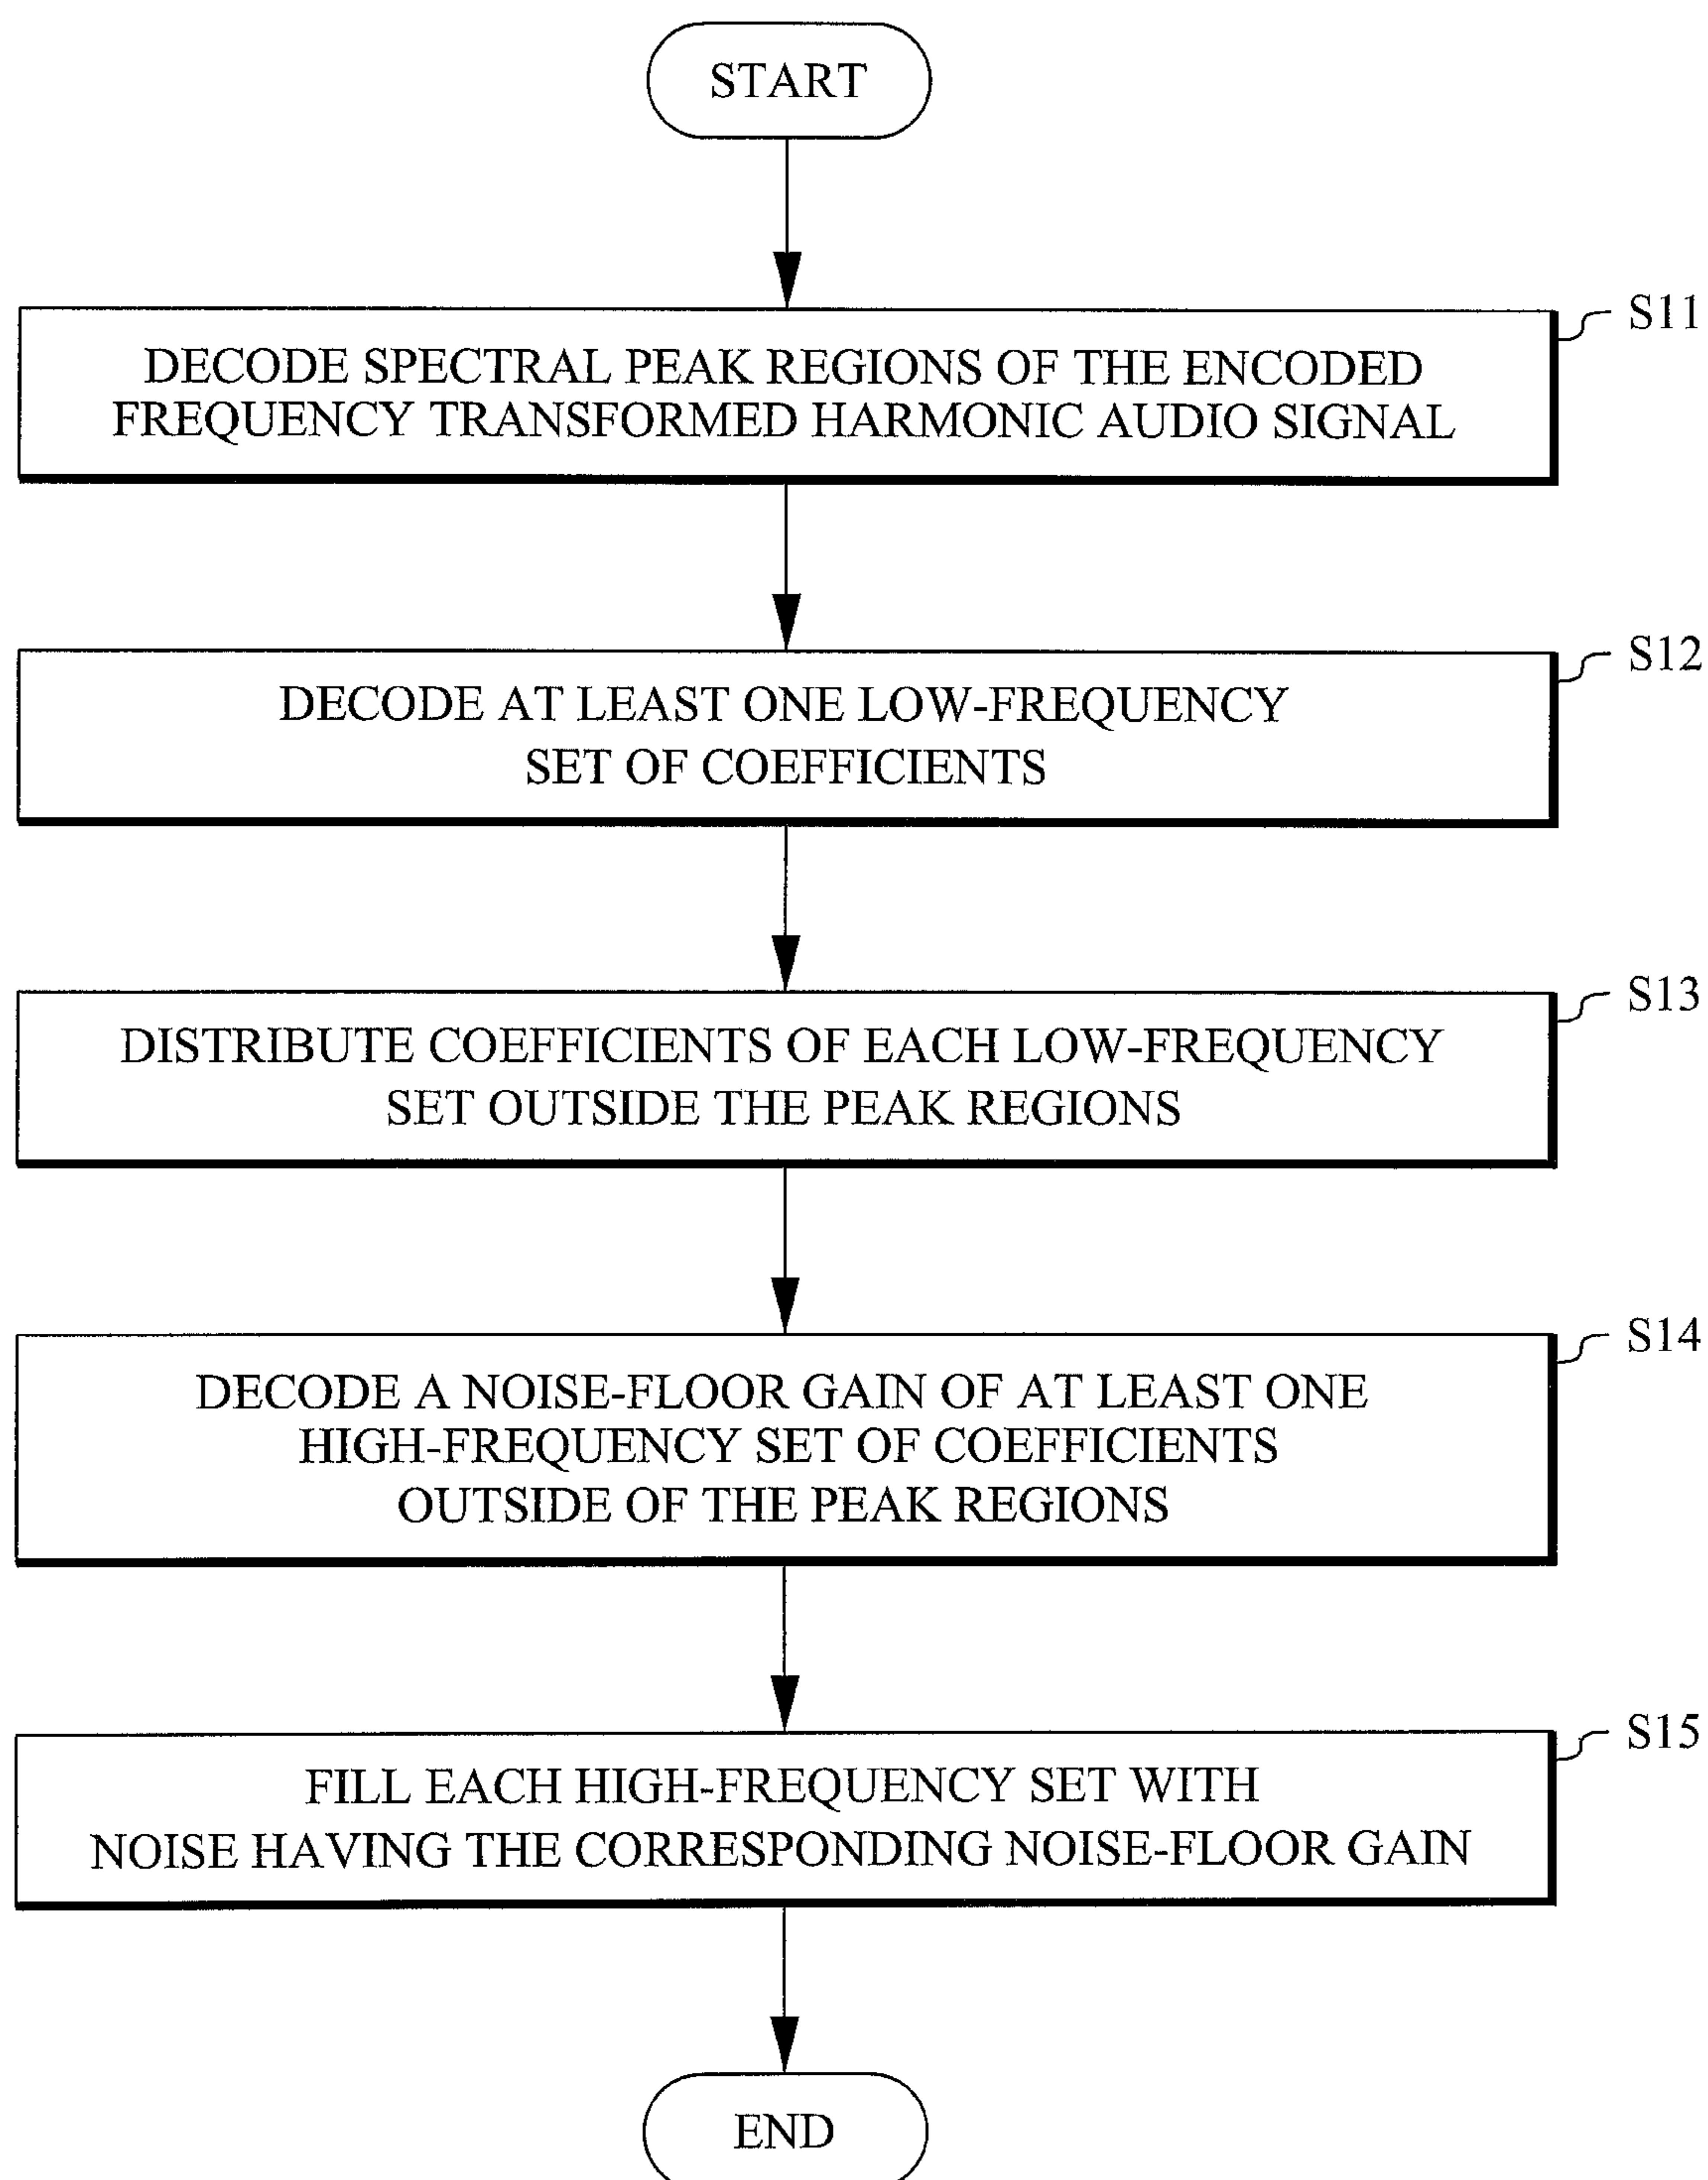 START
S11
DECODE SPECTRAL PEAK REGIONS OF THE ENCODED
FREQUENCY TRANSFORMED HARMONIC AUDIO SIGNAL
S12
DECODE AT LEAST ONE LOW-FREQUENCY
SET OF COEFFICIENTS
S13
DISTRIBUTE COEFFICIENTS OF EACH LOW-FREQUENCY
SET OUTSIDE THE PEAK REGIONS
S14
DECODE A NOISE-FLOOR GAIN OF AT LEAST ONE
HIGH-FREQUENCY SET OF COEFFICIENTS
OUTSIDE OF THE PEAK REGIONS
S15
FILL EACH HIGH-FREQUENCY SET WITH
NOISE HAVING THE CORRESPONDING NOISE-FLOOR GAIN
END